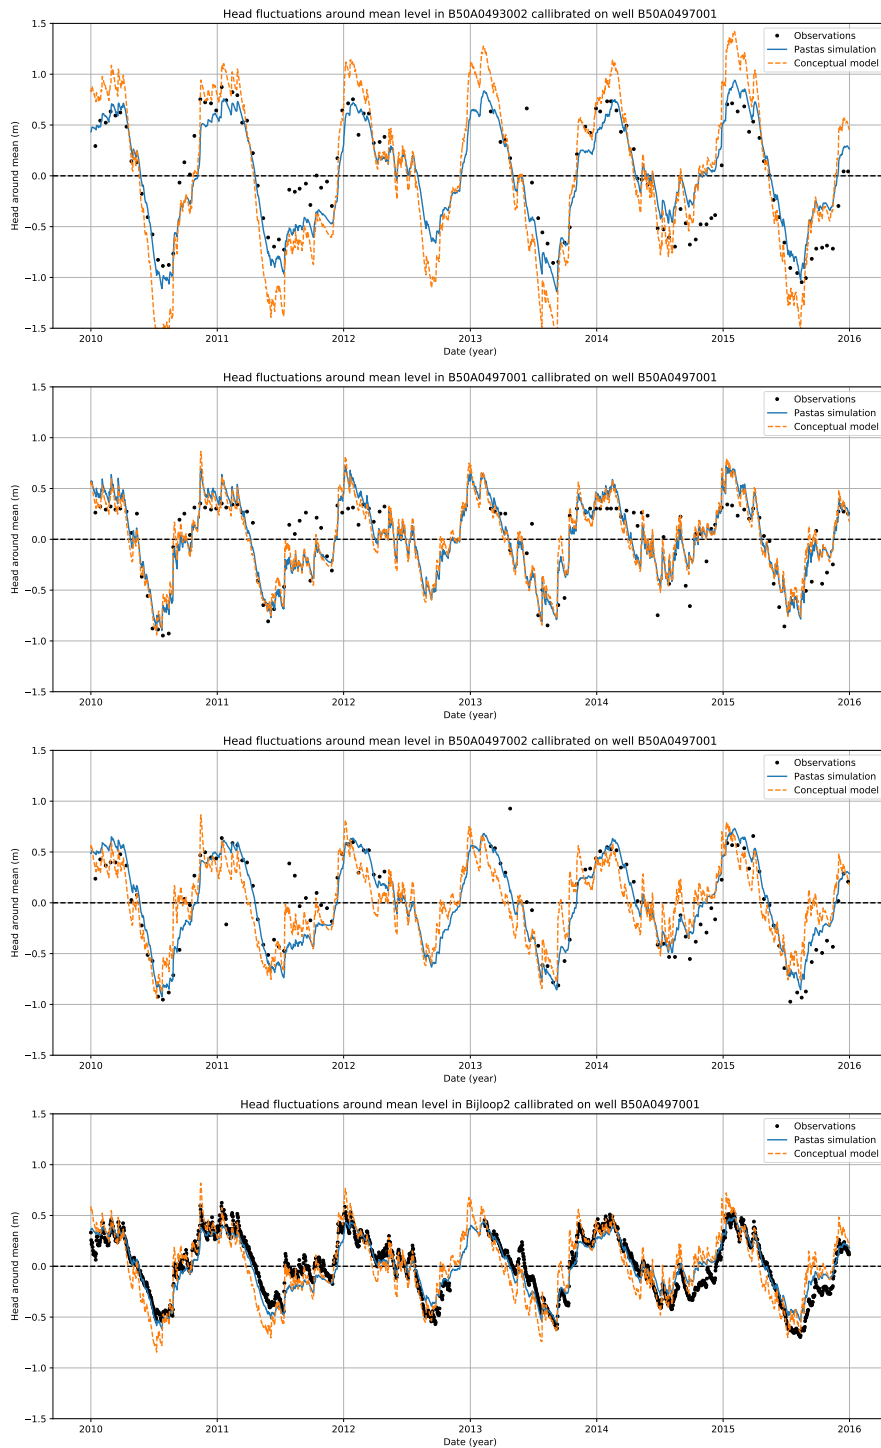 Head fluctuations around mean level in B50A0493002 callibrated on well B50A0497001
Head around mean (m)
1.5
1.0
0.5
0.0
−0.5
−1.0
−1.5
Observations
Pastas simulation
Conceptual model
2010 2011 2012 2013 2014 2015 2016
Date (year)
Head fluctuations around mean level in B50A0497001 callibrated on well B50A0497001
Head around mean (m)
1.5
1.0
0.5
0.0
−0.5
−1.0
−1.5
Observations
Pastas simulation
Conceptual model
2010 2011 2012 2013 2014 2015 2016
Date (year)
Head fluctuations around mean level in B50A0497002 callibrated on well B50A0497001
Head around mean (m)
1.5
1.0
0.5
0.0
−0.5
−1.0
−1.5
Observations
Pastas simulation
Conceptual model
2010 2011 2012 2013 2014 2015 2016
Date (year)
Head fluctuations around mean level in Bijloop2 callibrated on well B50A0497001
Head around mean (m)
1.5
1.0
0.5
0.0
−0.5
−1.0
−1.5
Observations
Pastas simulation
Conceptual model
2010 2011 2012 2013 2014 2015 2016
Date (year)